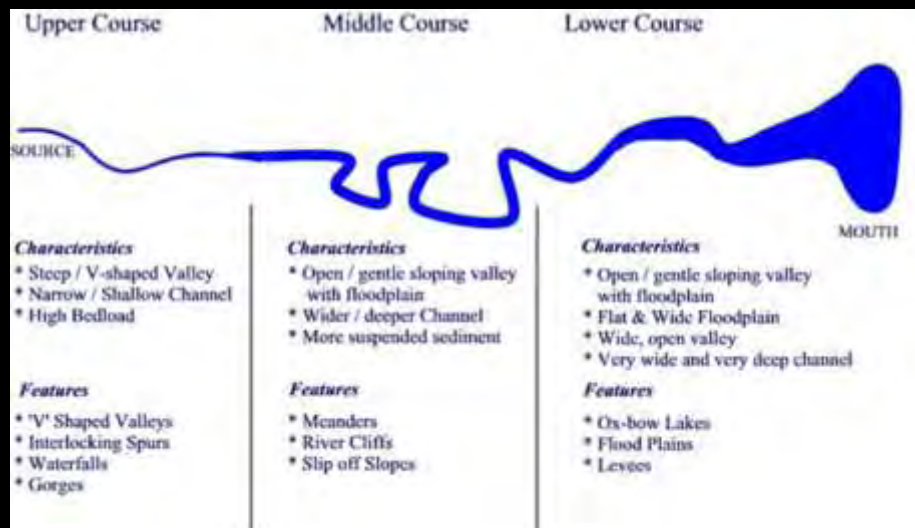 Upper Course
Middle Course
Lower Course
SOURCE
MOUTH
Characteristics
* Steep / V-shaped Valley
* Narrow / Shallow Channel
* High Bedload
Features
* 'V' Shaped Valleys
* Interlocking Spurs
* Waterfalls
* Gorges
Characteristics
* Open / gentle sloping valley
with floodplain
* Wider / deeper Channel
* More suspended sediment
Features
* Meanders
* River Cliffs
* Slip off Slopes
Characteristics
* Open / gentle sloping valley
with floodplain
* Flat & Wide Floodplain
* Wide, open valley
* Very wide and very deep channel
Features
* Ox-bow Lakes
* Flood Plains
* Levees